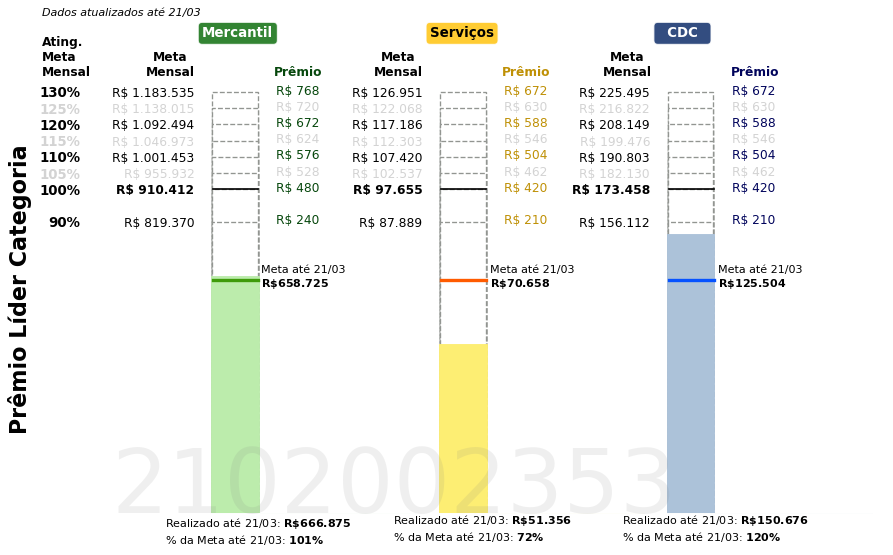 Dados atualizados até 21/03
Mercantil Serviços CDC
Ating.
Meta
Mensal
Meta
Mensal
Prêmio
Meta
Mensal
Prêmio
Meta
Mensal
Prêmio
130% R$ 1.183.535 R$ 768 R$ 126.951 R$ 672 R$ 225.495 R$ 672
125% R$ 1.138.015 R$ 720 R$ 122.068 R$ 630 R$ 216.822 R$ 630
120% R$ 1.092.494 R$ 672 R$ 117.186 R$ 588 R$ 208.149 R$ 588
115% R$ 1.046.973 R$ 624 R$ 112.303 R$ 546 R$ 199.476 R$ 546
110% R$ 1.001.453 R$ 576 R$ 107.420 R$ 504 R$ 190.803 R$ 504
105% R$ 955.932 R$ 528 R$ 102.537 R$ 462 R$ 182.130 R$ 462
100% R$ 910.412 R$ 480 R$ 97.655 R$ 420 R$ 173.458 R$ 420
90% R$ 819.370 R$ 240 R$ 87.889 R$ 210 R$ 156.112 R$ 210
Prêmio Líder Categoria
Meta até 21/03
R$658.725
Meta até 21/03
R$70.658
Meta até 21/03
R$125.504
2102002353
Realizado até 21/03: R$666.875
% da Meta até 21/03: 101%
Realizado até 21/03: R$51.356
% da Meta até 21/03: 72%
Realizado até 21/03: R$150.676
% da Meta até 21/03: 120%